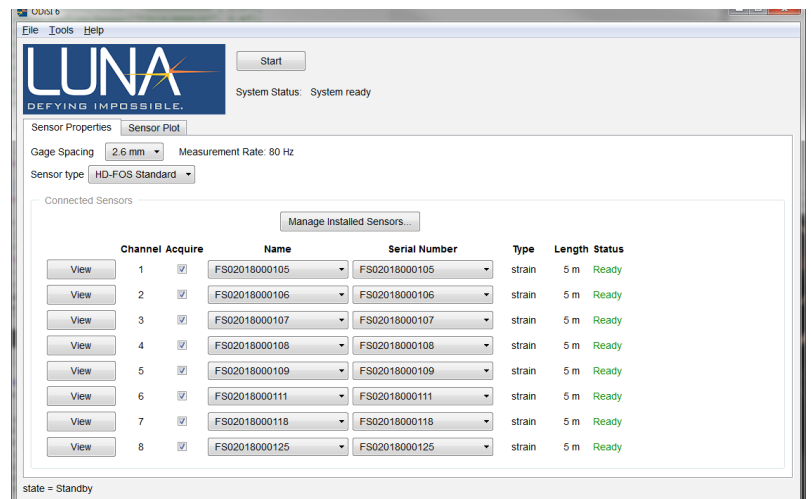 ODiSI 6
File Tools Help
LUNA
DEFYING IMPOSSIBLE.
Start
System Status: System ready
Sensor Properties Sensor Plot
Gage Spacing 2.6 mm Measurement Rate: 80 Hz
Sensor type HD-FOS Standard
Connected Sensors
Manage Installed Sensors...
Channel Acquire Name Serial Number Type Length Status
View 1 FS02018000105 FS02018000105 strain 5 m Ready
View 2 FS02018000106 FS02018000106 strain 5 m Ready
View 3 FS02018000107 FS02018000107 strain 5 m Ready
View 4 FS02018000108 FS02018000108 strain 5 m Ready
View 5 FS02018000109 FS02018000109 strain 5 m Ready
View 6 FS02018000111 FS02018000111 strain 5 m Ready
View 7 FS02018000118 FS02018000118 strain 5 m Ready
View 8 FS02018000125 FS02018000125 strain 5 m Ready
state = Standby